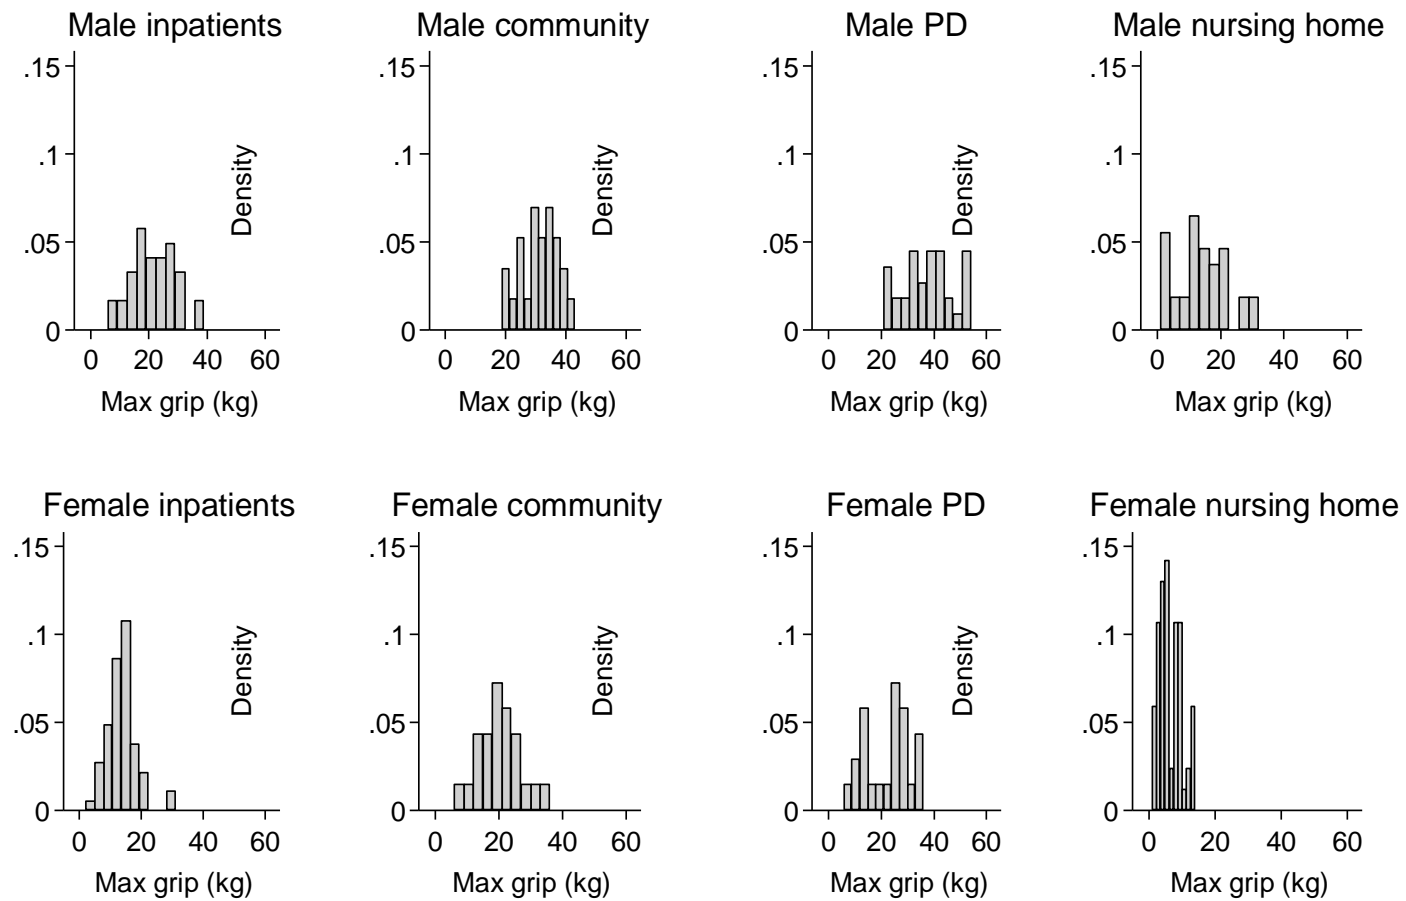 Male inpatients
.15
.1
.05
0
0 20 40 60
Max grip (kg)
Density
Male community
.15
.1
.05
0
0 20 40 60
Max grip (kg)
Density
Male PD
.15
.1
.05
0
0 20 40 60
Max grip (kg)
Density
Male nursing home
.15
.1
.05
0
0 20 40 60
Max grip (kg)
Female inpatients
.15
.1
.05
0
0 20 40 60
Max grip (kg)
Density
Female community
.15
.1
.05
0
0 20 40 60
Max grip (kg)
Density
Female PD
.15
.1
.05
0
0 20 40 60
Max grip (kg)
Density
Female nursing home
.15
.1
.05
0
0 20 40 60
Max grip (kg)